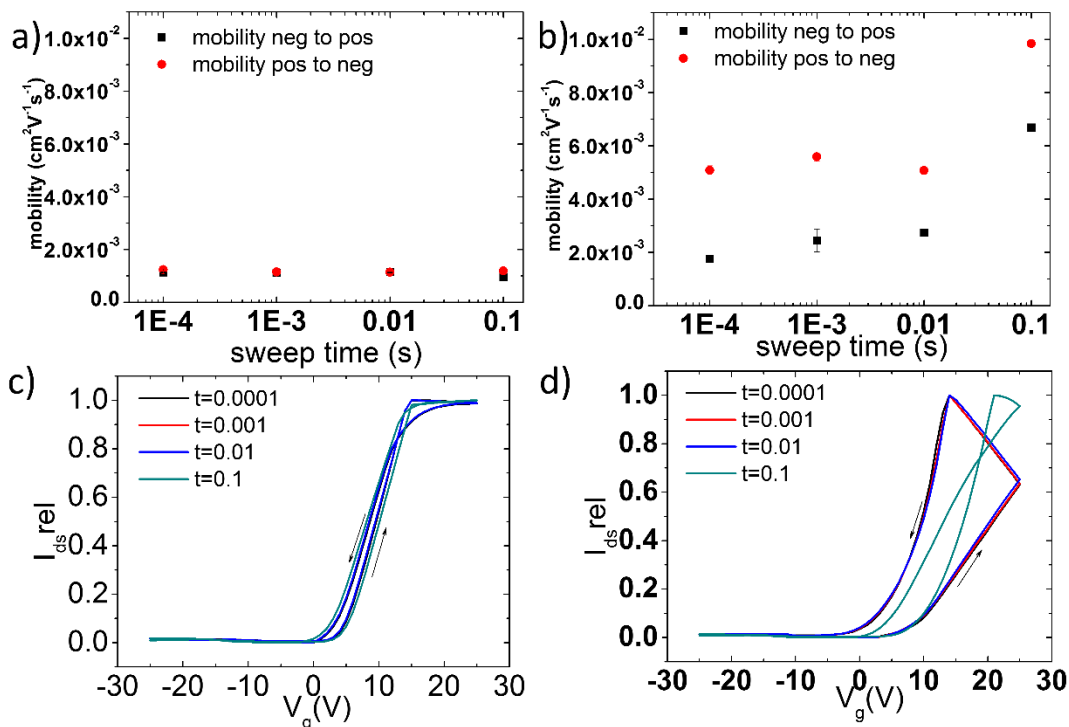 a)
mobility neg to pos
mobility pos to neg
1.0x10⁻²
8.0x10⁻³
6.0x10⁻³
4.0x10⁻³
2.0x10⁻³
0.0
mobility (cm²V⁻¹s⁻¹)
1E-4 1E-3 0.01 0.1
sweep time (s)
b)
mobility neg to pos
mobility pos to neg
1.0x10⁻²
8.0x10⁻³
6.0x10⁻³
4.0x10⁻³
2.0x10⁻³
0.0
mobility (cm²V⁻¹s⁻¹)
1E-4 1E-3 0.01 0.1
sweep time (s)
c)
t=0.0001
t=0.001
t=0.01
t=0.1
1.0
0.8
0.6
0.4
0.2
0.0
I_ds rel
-30 -20 -10 0 10 20 30
V_g(V)
d)
t=0.0001
t=0.001
t=0.01
t=0.1
1.0
0.8
0.6
0.4
0.2
0.0
I_ds rel
-30 -20 -10 0 10 20 30
V_g(V)